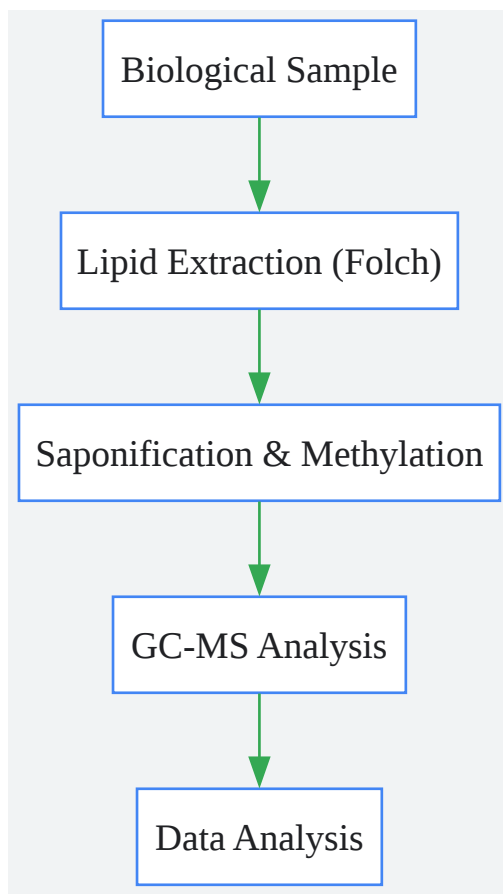 Biological Sample
Lipid Extraction (Folch)
Saponification & Methylation
GC-MS Analysis
Data Analysis